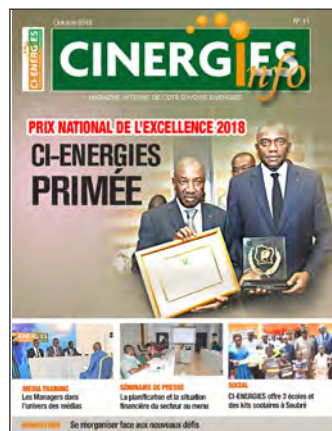 Octobre 2018
N° 11
CI-ENERGIES
CINERGIES
info
MAGAZINE INTERNE DE COTE D'IVOIRE ENERGIES
PRIX NATIONAL DE L'EXCELLENCE 2018
CI-ENERGIES
PRIMÉE
CI-ENERGIES
MEDIA TRAINING
Les Managers dans
l'univers des médias
SÉMINAIRE DE PRESSE
La planification et la situation
financière du secteur au menu
SOCIAL
CI-ENERGIES offre 3 écoles et
des kits scolaires à Soubré
Se réorganiser face aux nouveaux défis